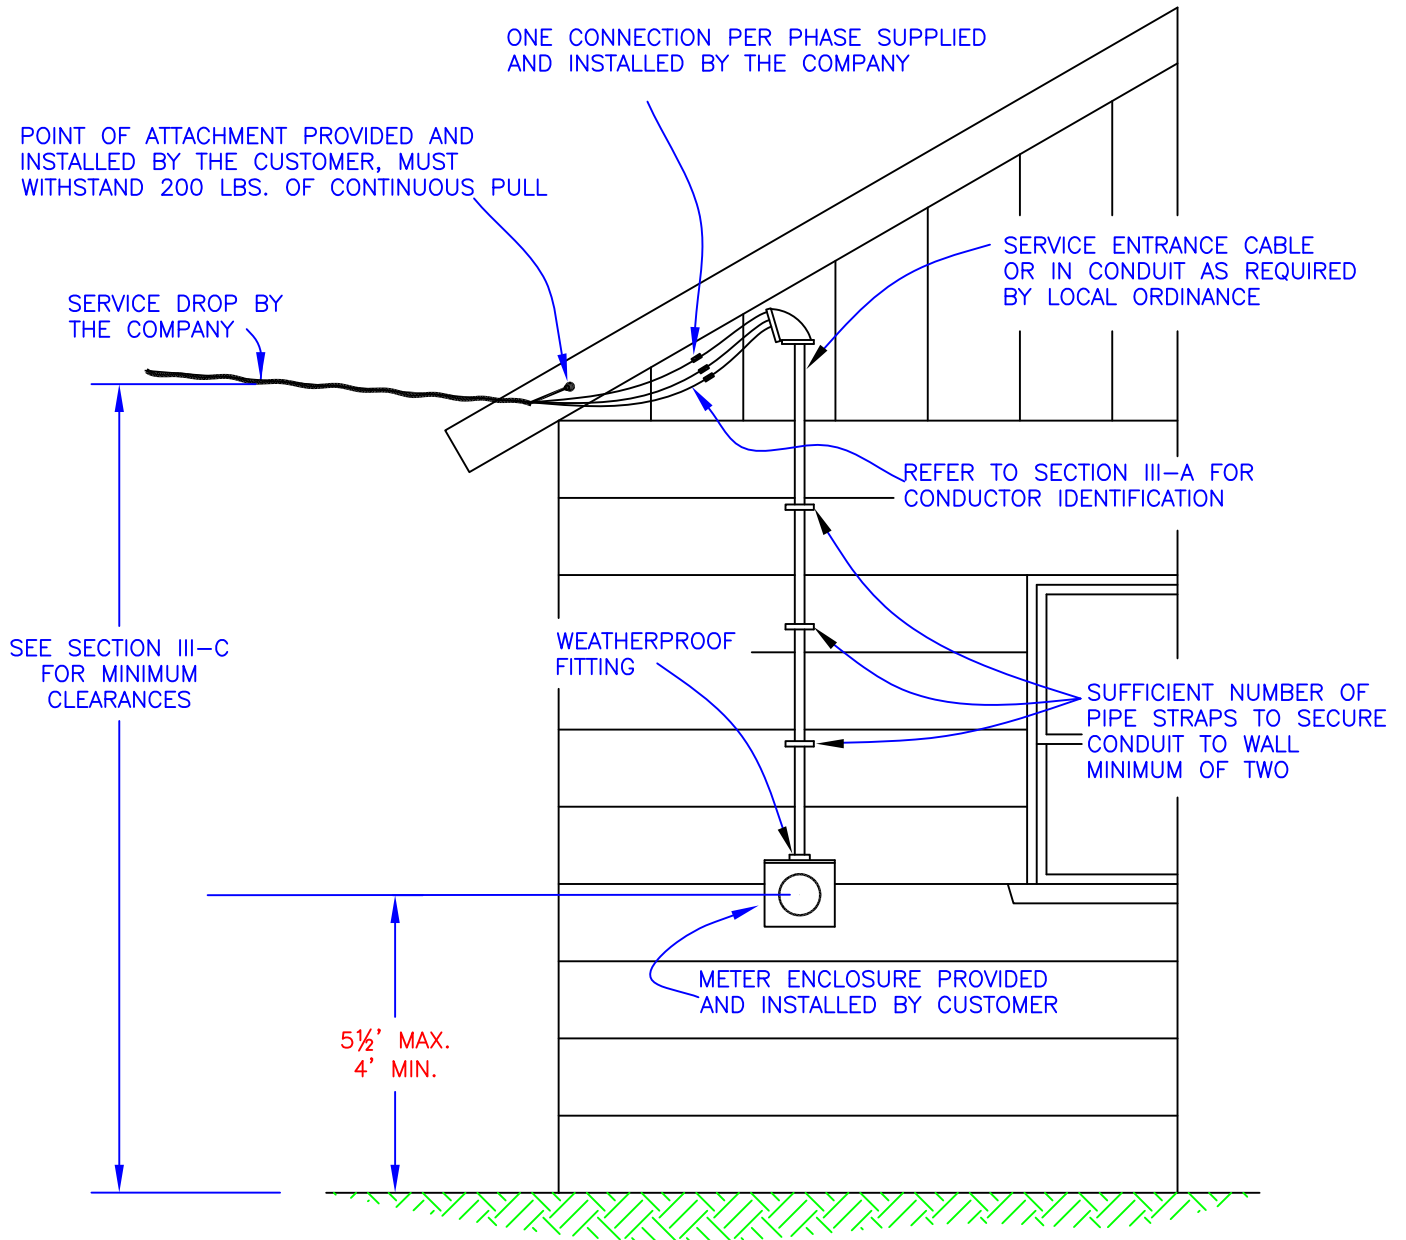 ONE CONNECTION PER PHASE SUPPLIED
AND INSTALLED BY THE COMPANY
POINT OF ATTACHMENT PROVIDED AND
INSTALLED BY THE CUSTOMER, MUST
WITHSTAND 200 LBS. OF CONTINUOUS PULL
SERVICE ENTRANCE CABLE
OR IN CONDUIT AS REQUIRED
BY LOCAL ORDINANCE
SERVICE DROP BY
THE COMPANY
REFER TO SECTION III-A FOR
CONDUCTOR IDENTIFICATION
SEE SECTION III-C
FOR MINIMUM
CLEARANCES
WEATHERPROOF
FITTING
SUFFICIENT NUMBER OF
PIPE STRAPS TO SECURE
CONDUIT TO WALL
MINIMUM OF TWO
METER ENCLOSURE PROVIDED
AND INSTALLED BY CUSTOMER
5½' MAX.
4' MIN.